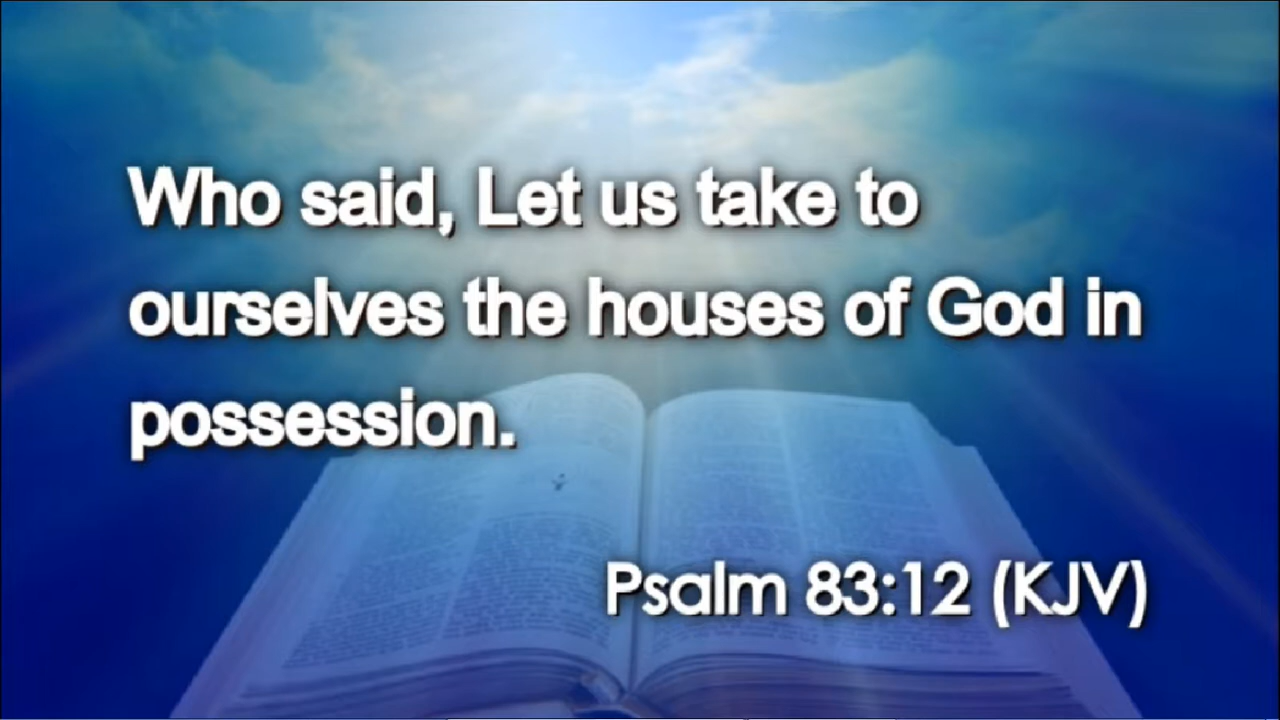 Who said, Let us take to
ourselves the houses of God in
possession.
Psalm 83:12 (KJV)